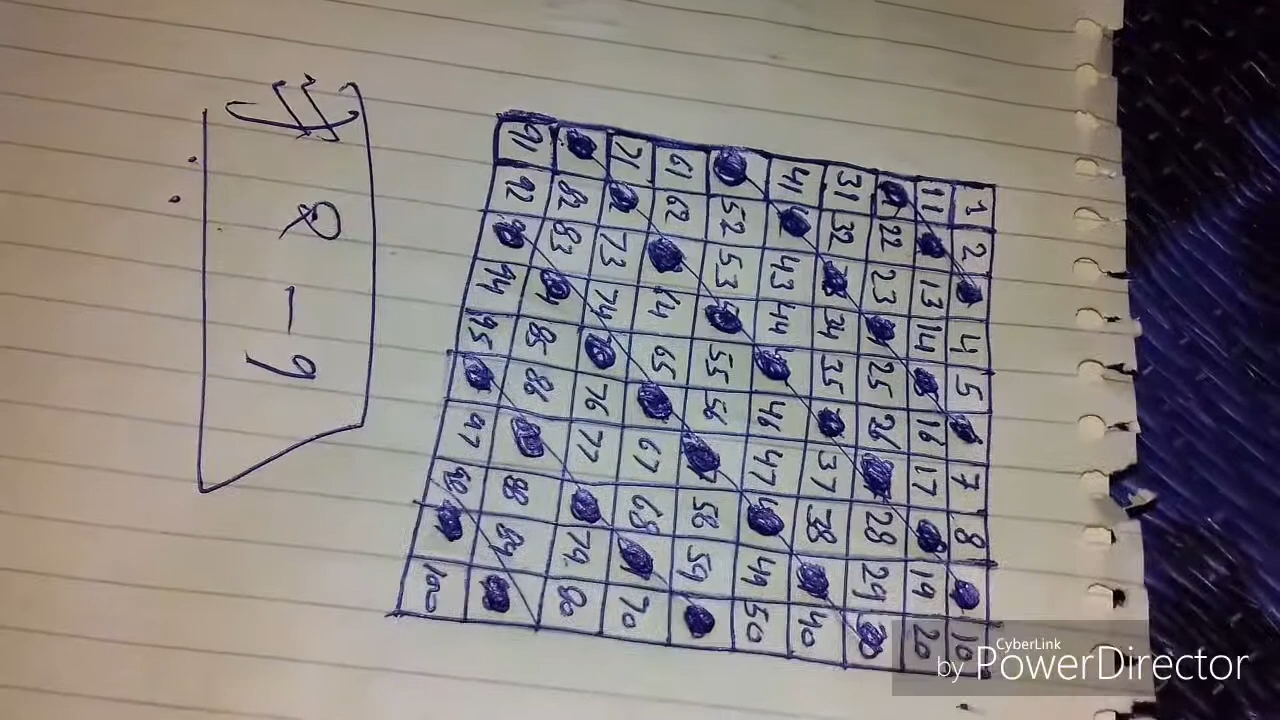 1 2 4 5 7 8 10
11 13 14 16 17 19 20
22 23 25 26 28 29
31 32 34 35 37 38 40
41 43 44 46 47 49 50
52 53 55 56 58 59
61 62 64 65 67 68 70
71 73 74 76 77 79 80
82 83 85 86 88 89
91 92 94 95 97 98 100
- 9
CyberLink
by PowerDirector